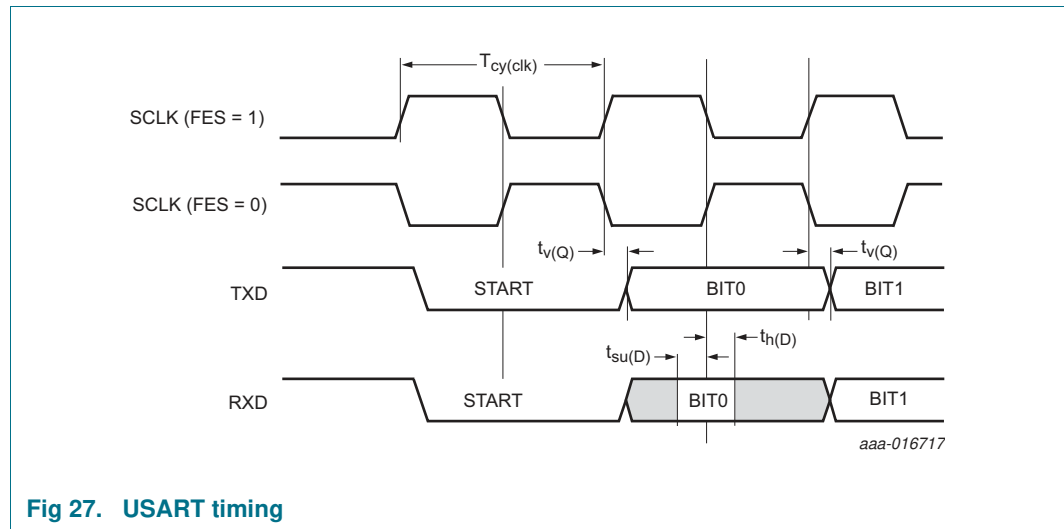 Tcy(clk)
SCLK (FES = 1)
SCLK (FES = 0)
tv(Q)
tv(Q)
TXD
START
BIT0
BIT1
tsu(D)
th(D)
RXD
START
BIT0
BIT1
aaa-016717
Fig 27. USART timing